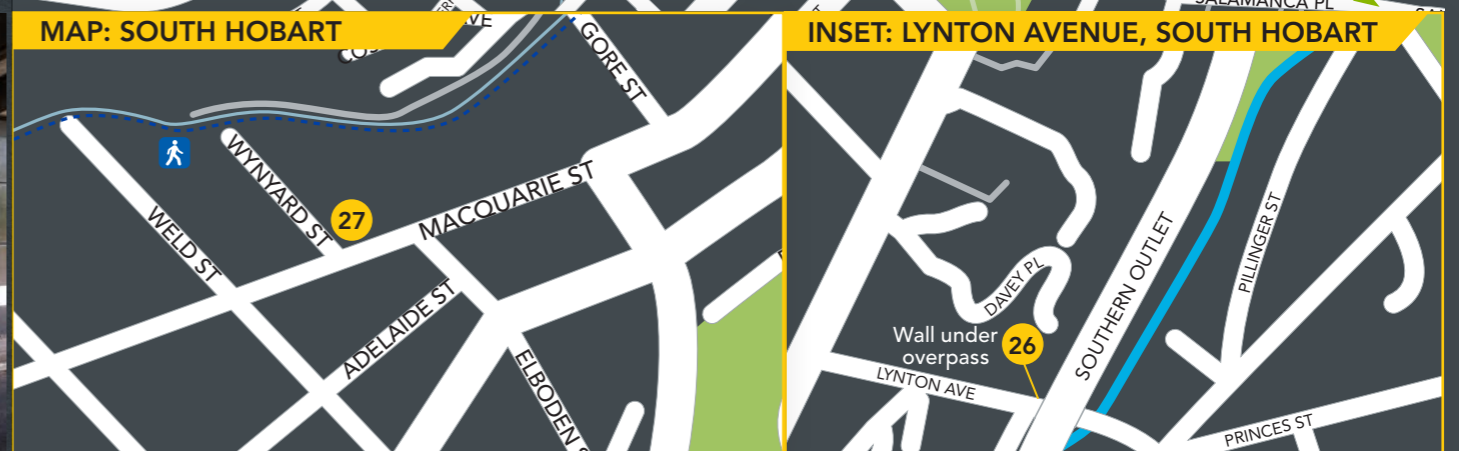 SALAMANCA PL
MAP: SOUTH HOBART
AVE
GORE ST
WYNYARD ST
27
WELD ST
MACQUARIE ST
ADELAIDE ST
ELBODEN S
INSET: LYNTON AVENUE, SOUTH HOBART
PILLINGER ST
SOUTHERN OUTLET
DAVEY PL
Wall under
overpass
26
LYNTON AVE
PRINCES ST